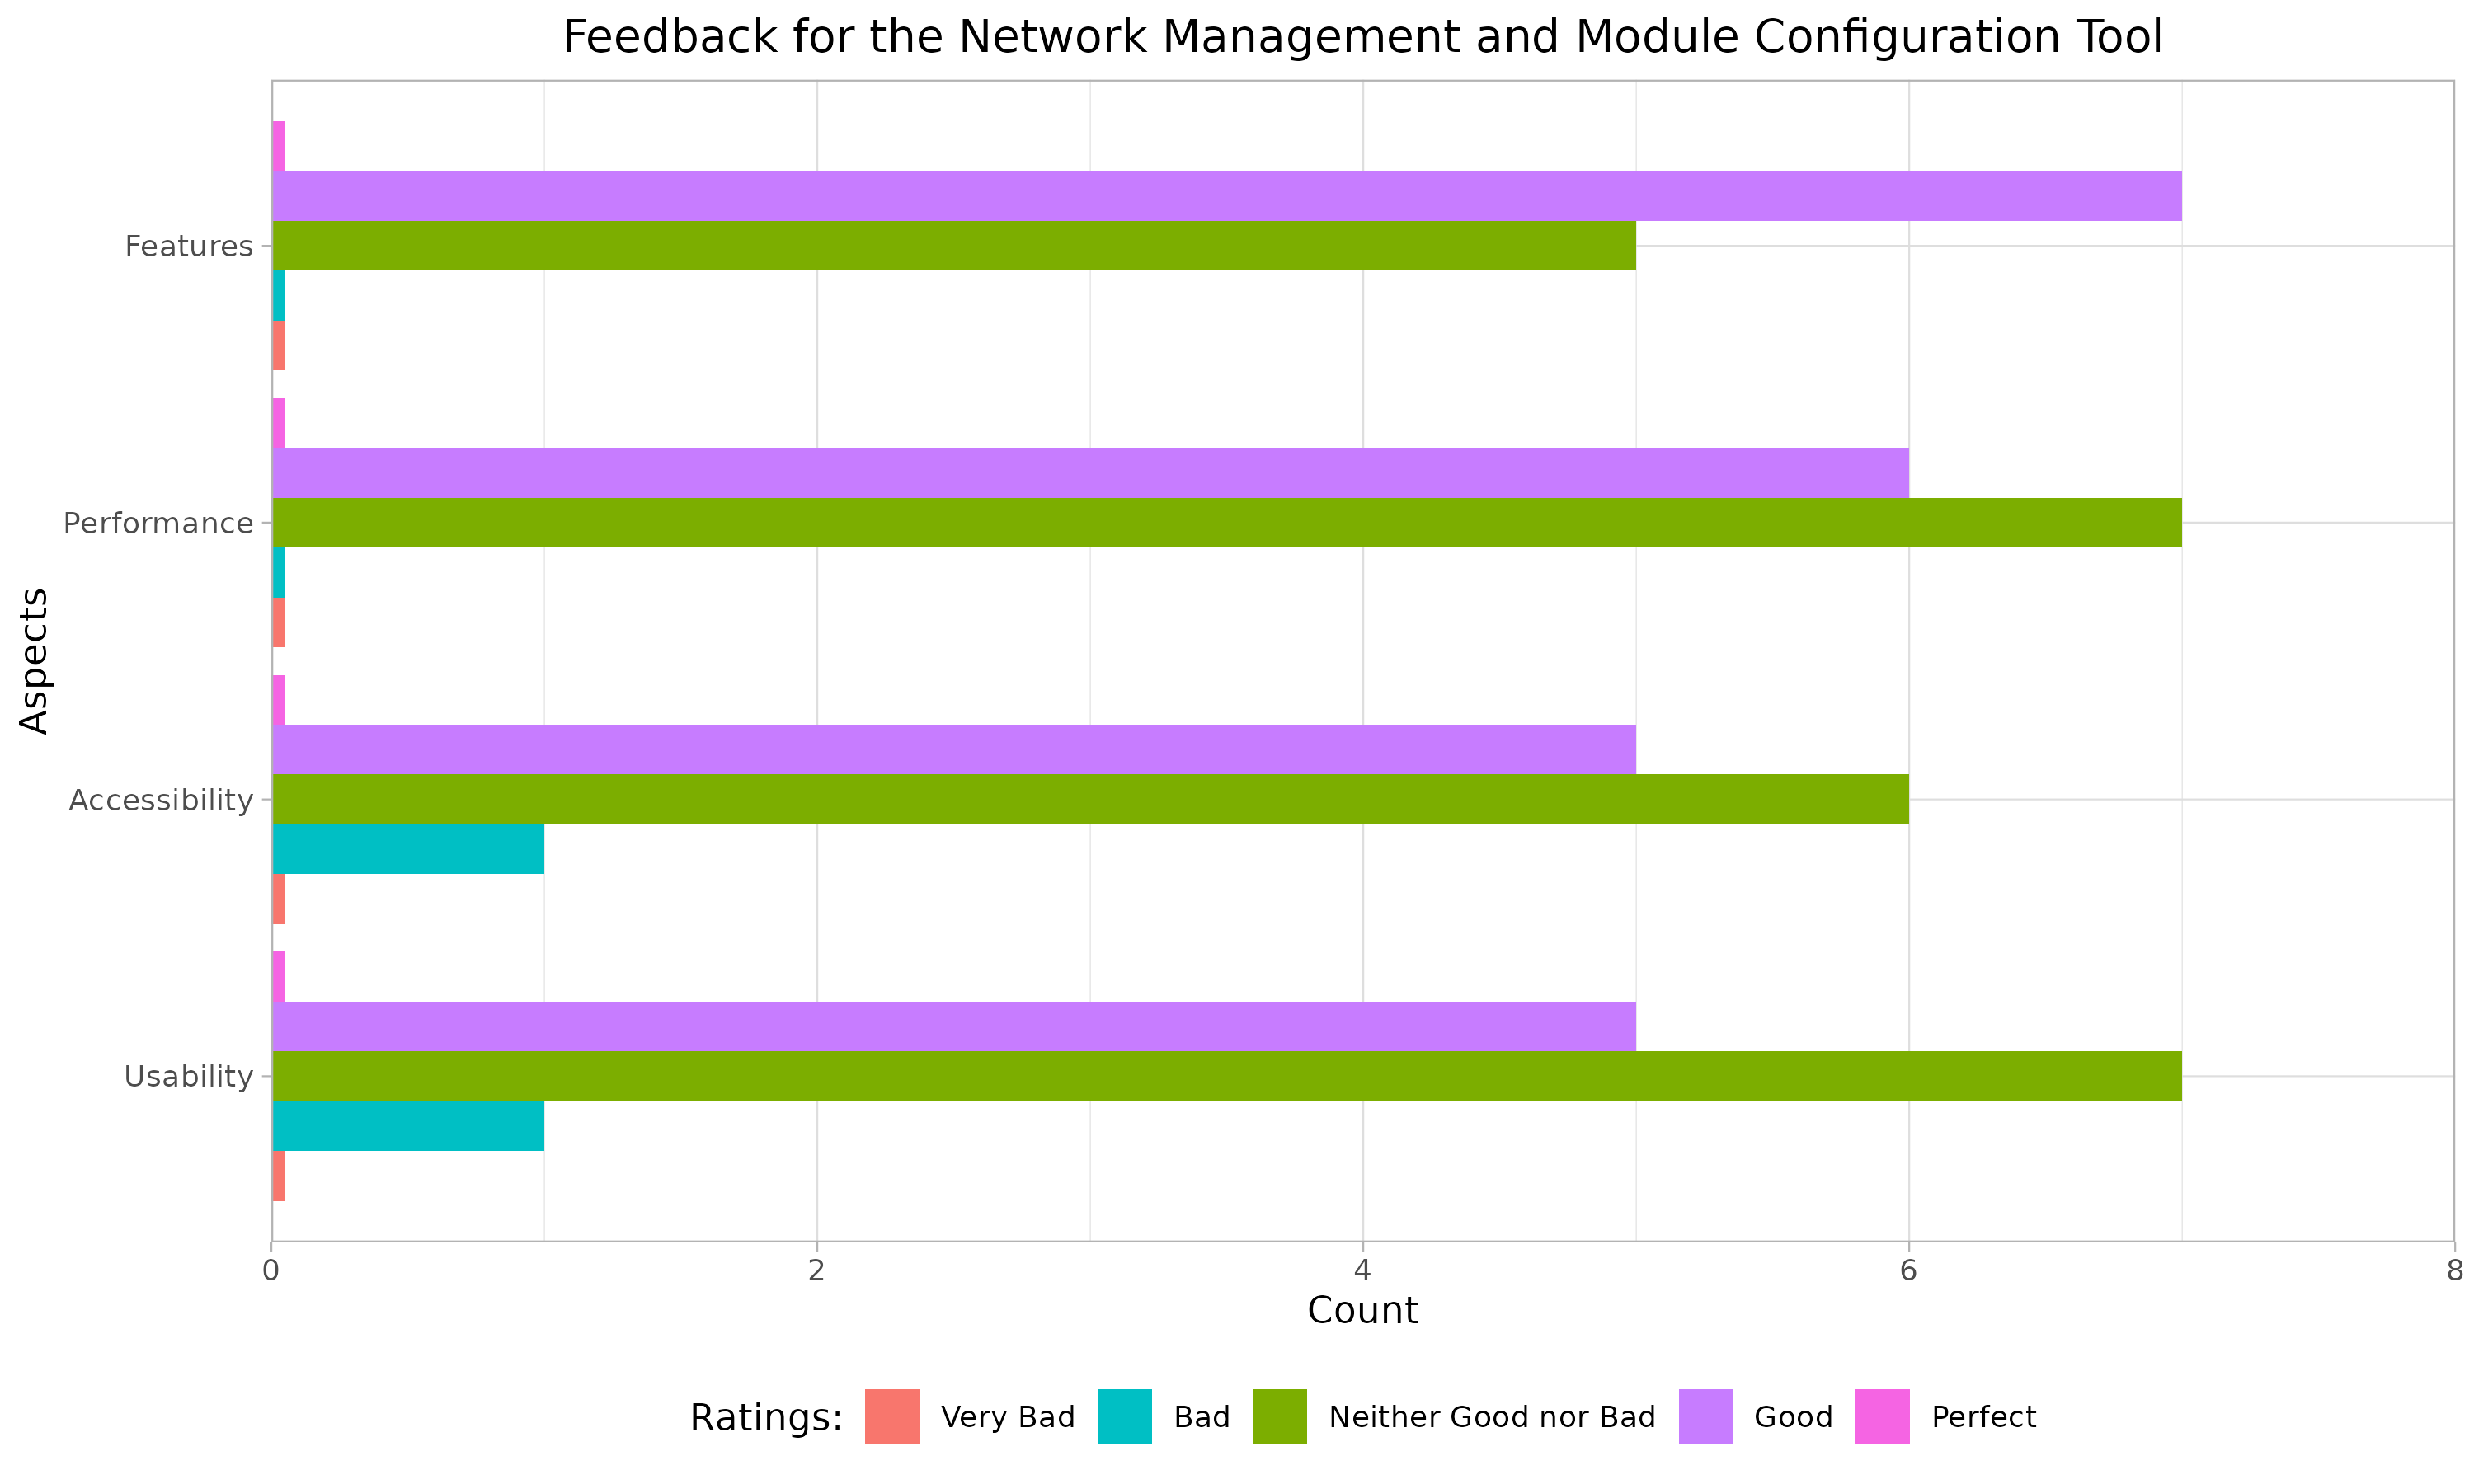 Feedback for the Network Management and Module Configuration Tool
Features
Performance
Accessibility
Usability
Aspects
0 2 4 6 8
Count
Ratings: Very Bad Bad Neither Good nor Bad Good Perfect